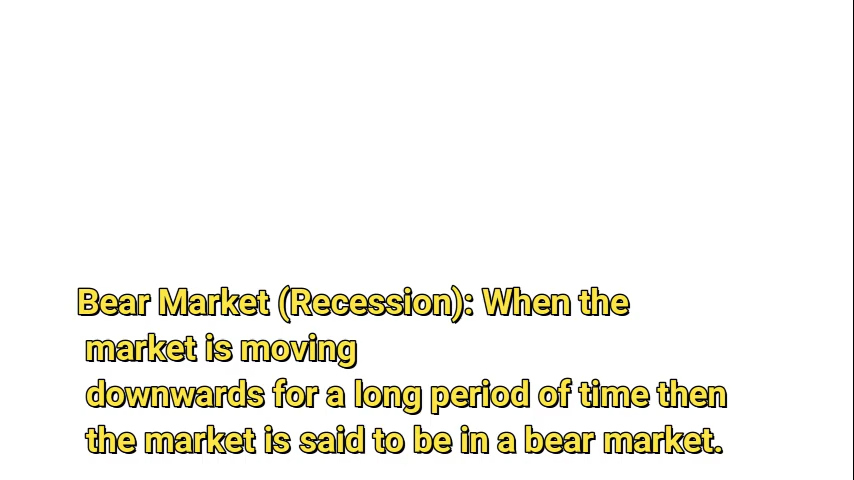 Bear Market (Recession): When the
market is moving
downwards for a long period of time then
the market is said to be in a bear market.